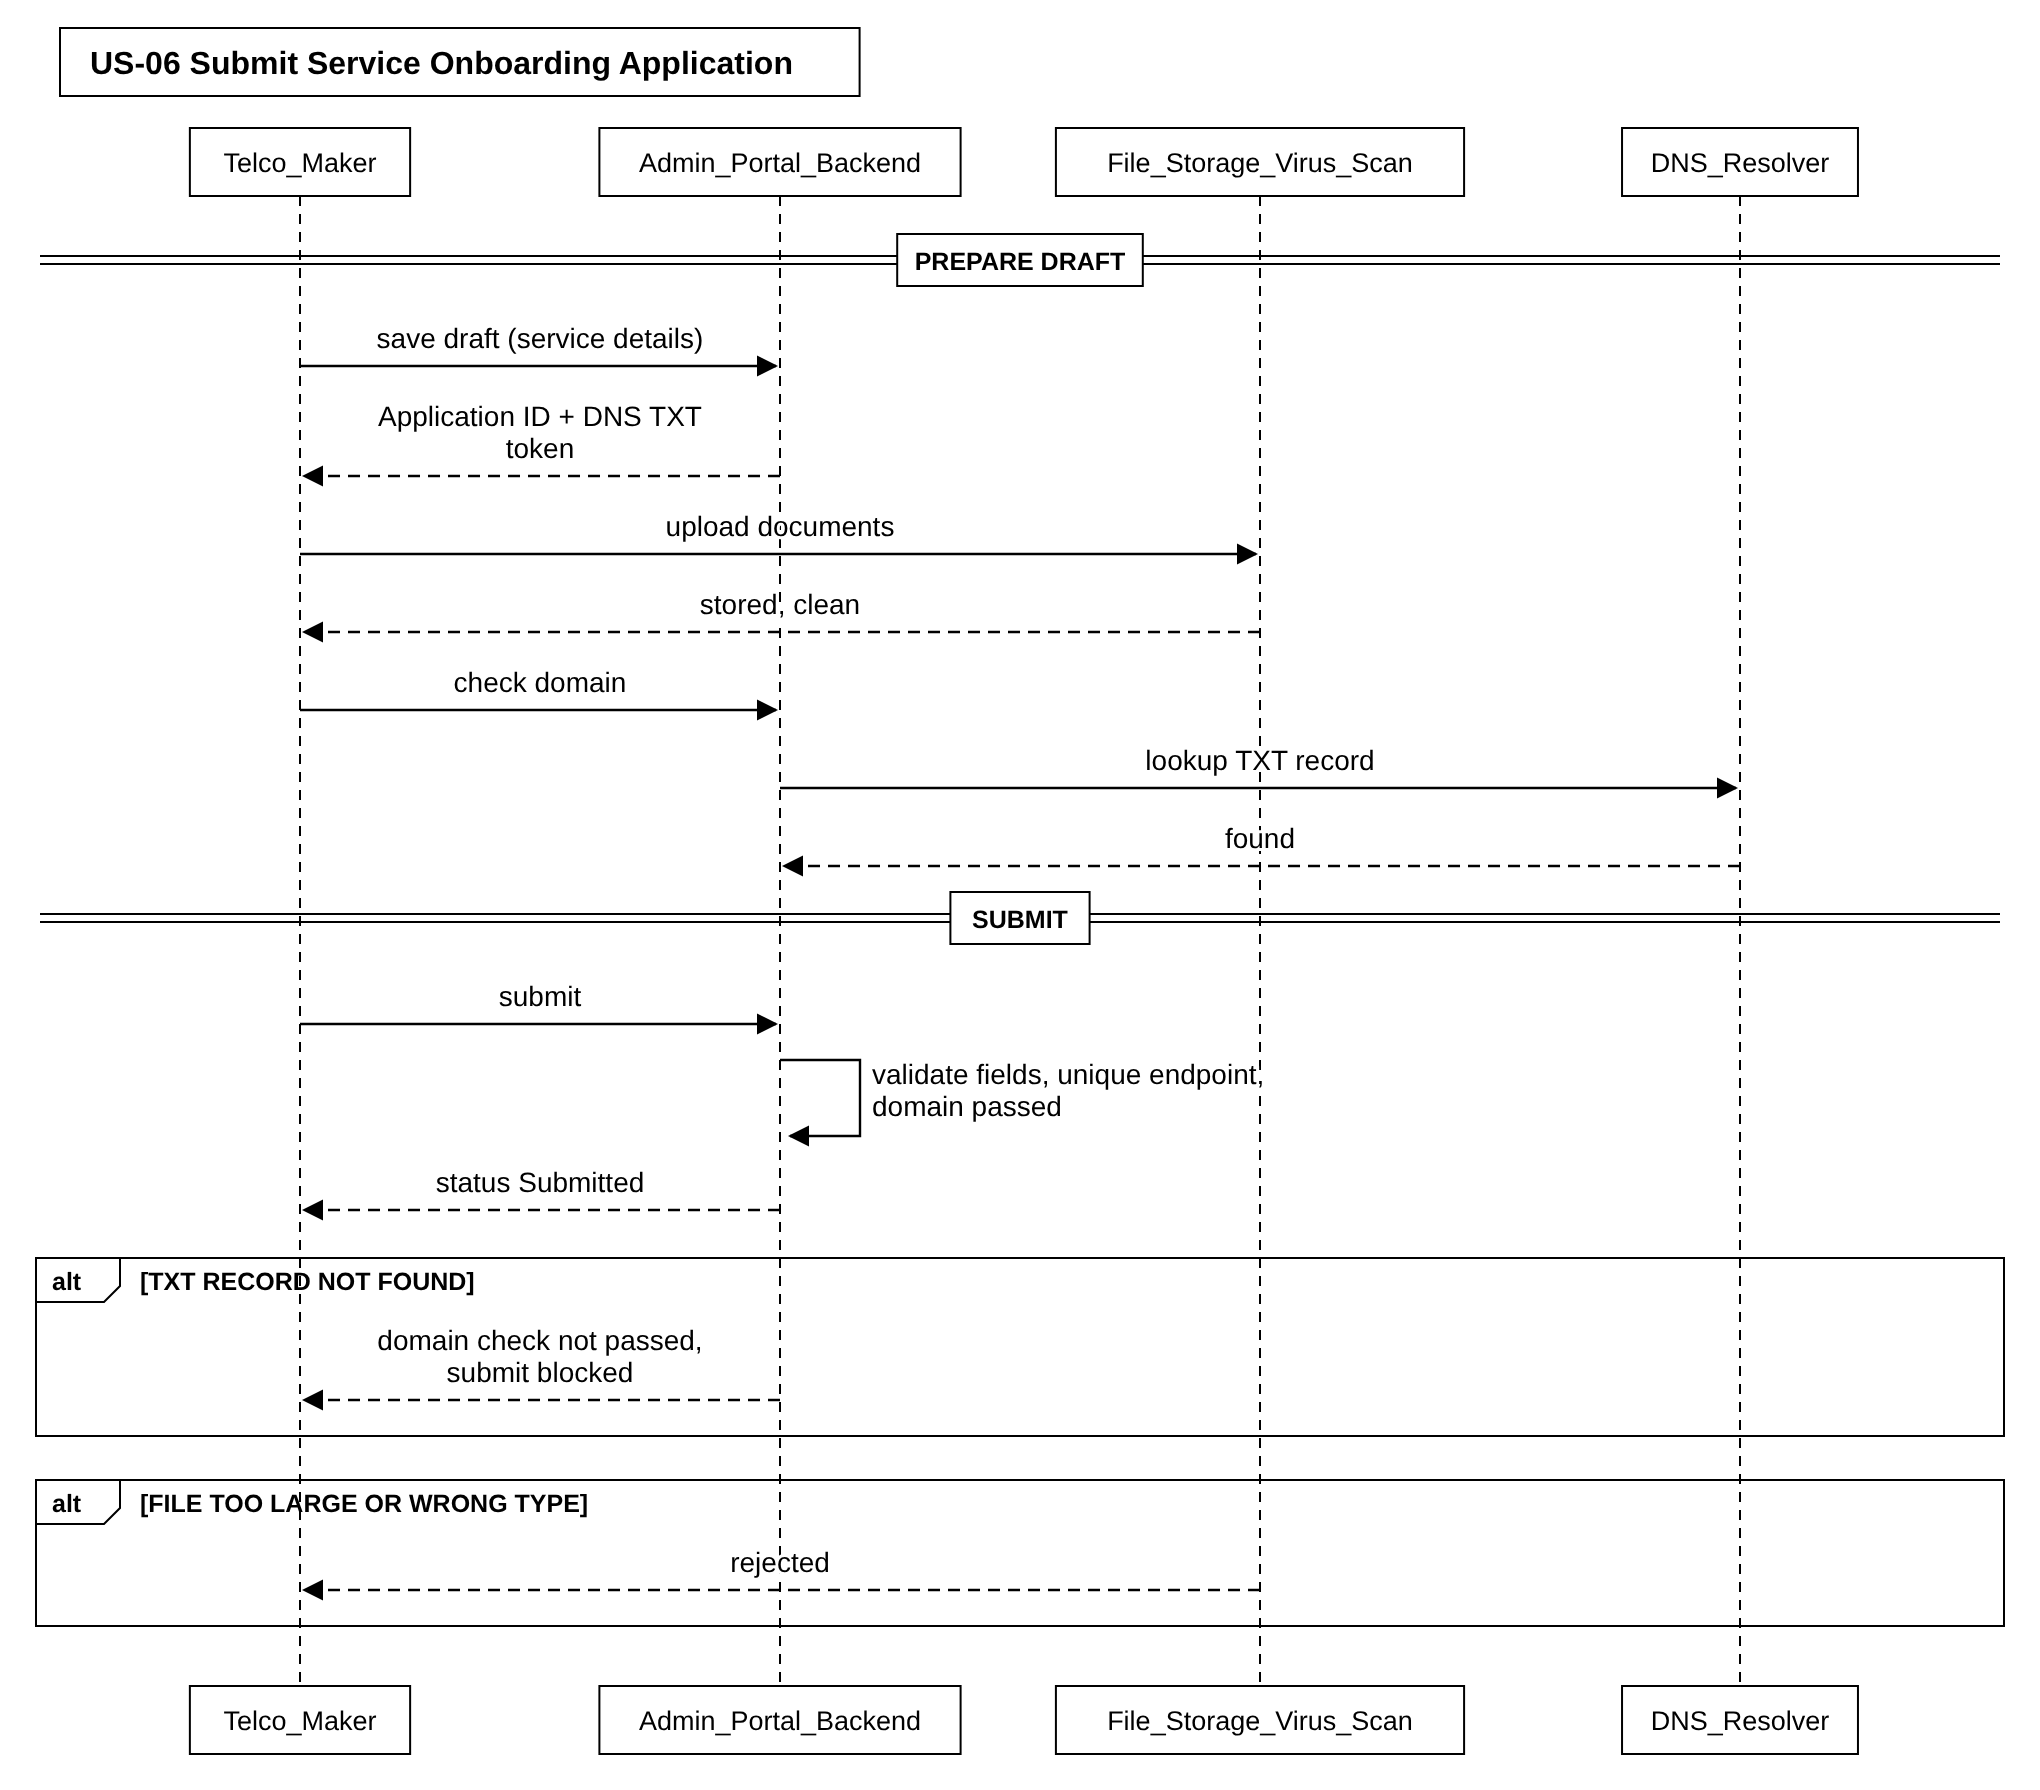 US-06 Submit Service Onboarding Application
Telco_Maker
Admin_Portal_Backend
File_Storage_Virus_Scan
DNS_Resolver
PREPARE DRAFT
save draft (service details)
Application ID + DNS TXT
token
upload documents
stored, clean
check domain
lookup TXT record
found
SUBMIT
submit
validate fields, unique endpoint,
domain passed
status Submitted
alt [TXT RECORD NOT FOUND]
domain check not passed,
submit blocked
alt [FILE TOO LARGE OR WRONG TYPE]
rejected
Telco_Maker
Admin_Portal_Backend
File_Storage_Virus_Scan
DNS_Resolver